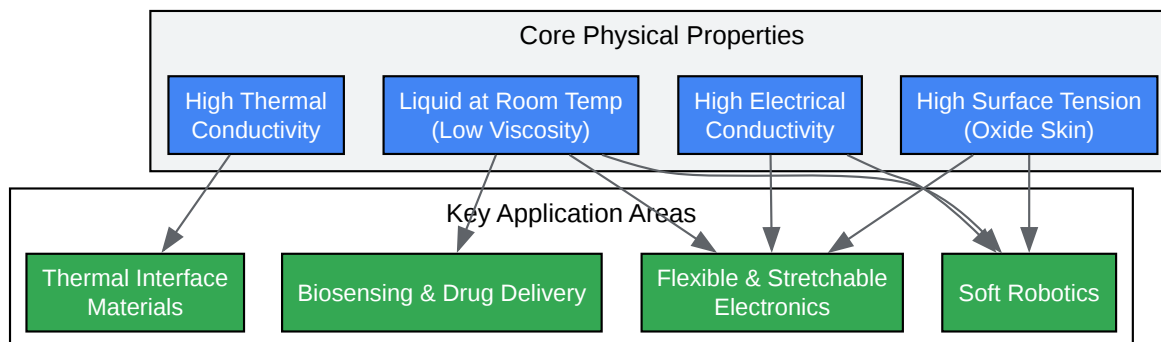 Core Physical Properties
High Thermal
Conductivity
Liquid at Room Temp
(Low Viscosity)
High Electrical
Conductivity
High Surface Tension
(Oxide Skin)
Key Application Areas
Thermal Interface
Materials
Biosensing & Drug Delivery
Flexible & Stretchable
Electronics
Soft Robotics